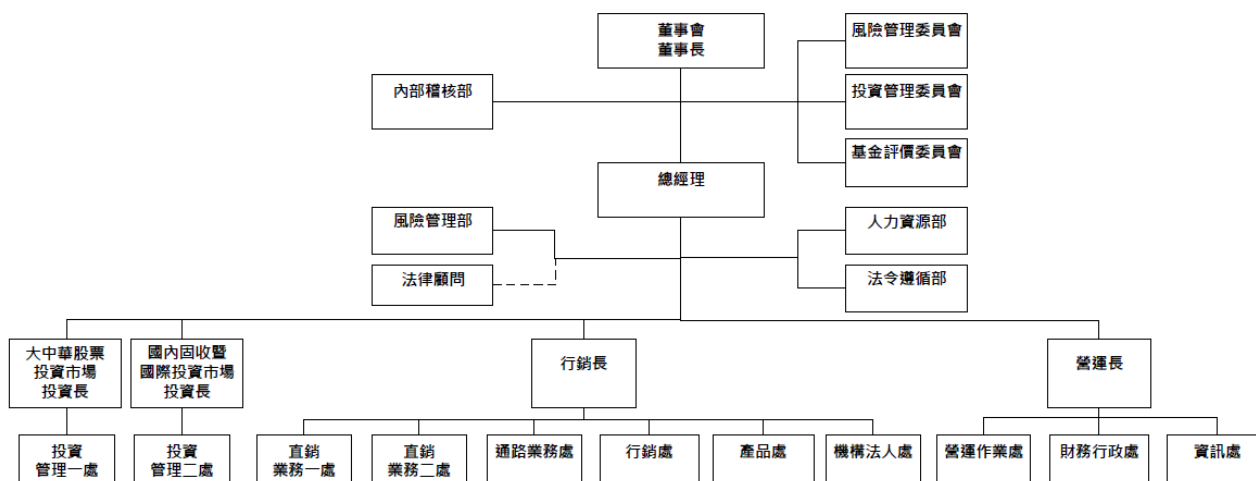 董事會
董事長
風險管理委員會
內部稽核部
投資管理委員會
基金評價委員會
總經理
風險管理部
人力資源部
法律顧問
法令遵循部
大中華股票
投資市場
投資長
國內固收暨
國際投資市場
投資長
行銷長
營運長
投資
管理一處
投資
管理二處
直銷
業務一處
直銷
業務二處
通路業務處
行銷處
產品處
機構法人處
營運作業處
財務行政處
資訊處